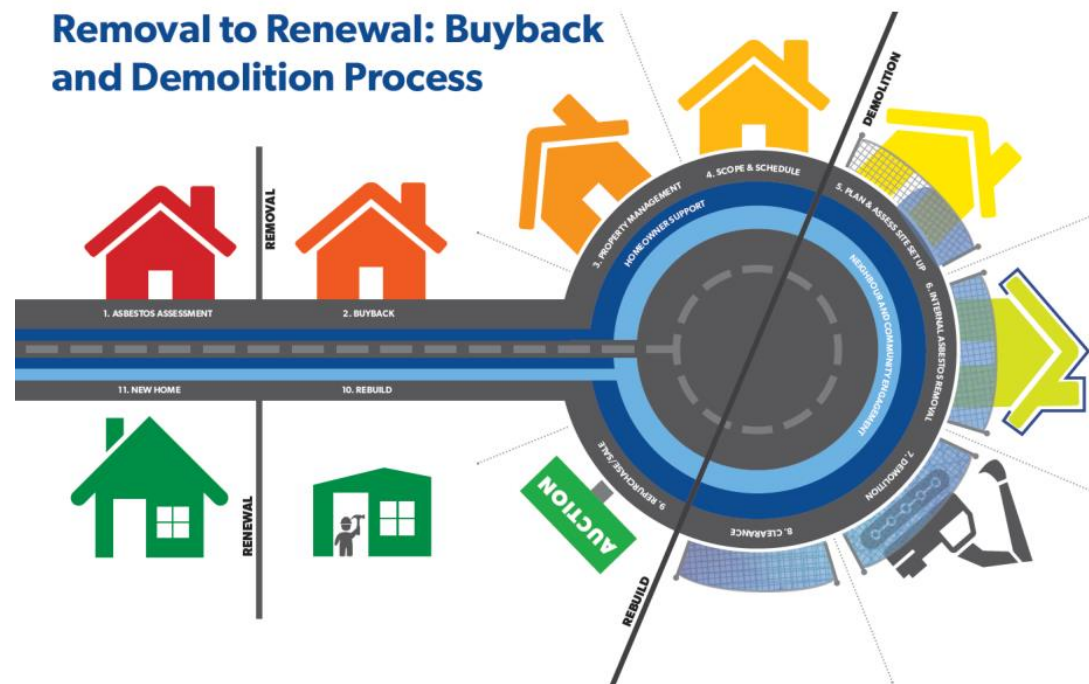 Removal to Renewal: Buyback
and Demolition Process
REMOVAL
DEMOLITION
1. ASBESTOS ASSESSMENT
2. BUYBACK
3. PROPERTY MANAGEMENT
4. SCOPE & SCHEDULE
5. PLAN & ASSESS SITE SET UP
6. INTERNAL ASBESTOS REMOVAL
7. DEMOLITION
8. CLEARANCE
9. REPURCHASE/SALE
10. REBUILD
11. NEW HOME
HOMEOWNER SUPPORT
NEIGHBOUR AND COMMUNITY ENGAGEMENT
AUCTION
RENEWAL
REBUILD